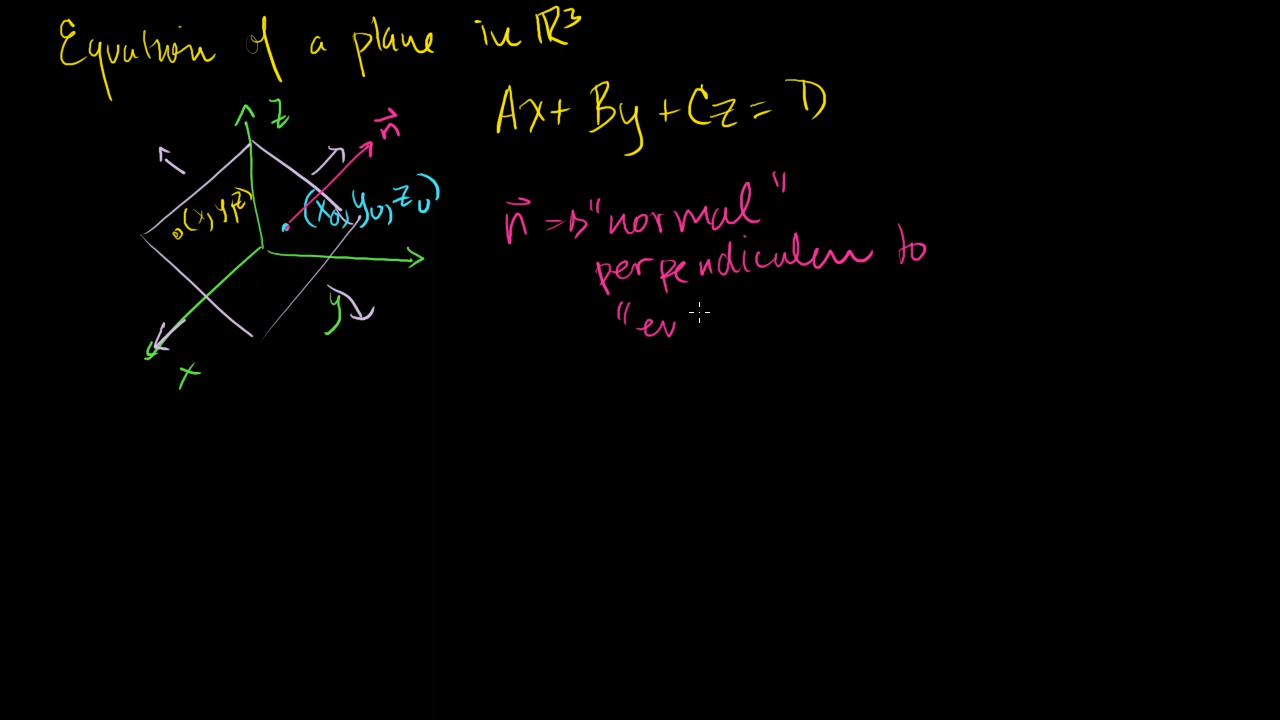 Equation of a plane in ℝ³
Ax + By + Cz = D
z
n⃗
(x, y, z)
(x₀, y₀, z₀)
y
x
n⃗ = "normal"
perpendicular to
"ev